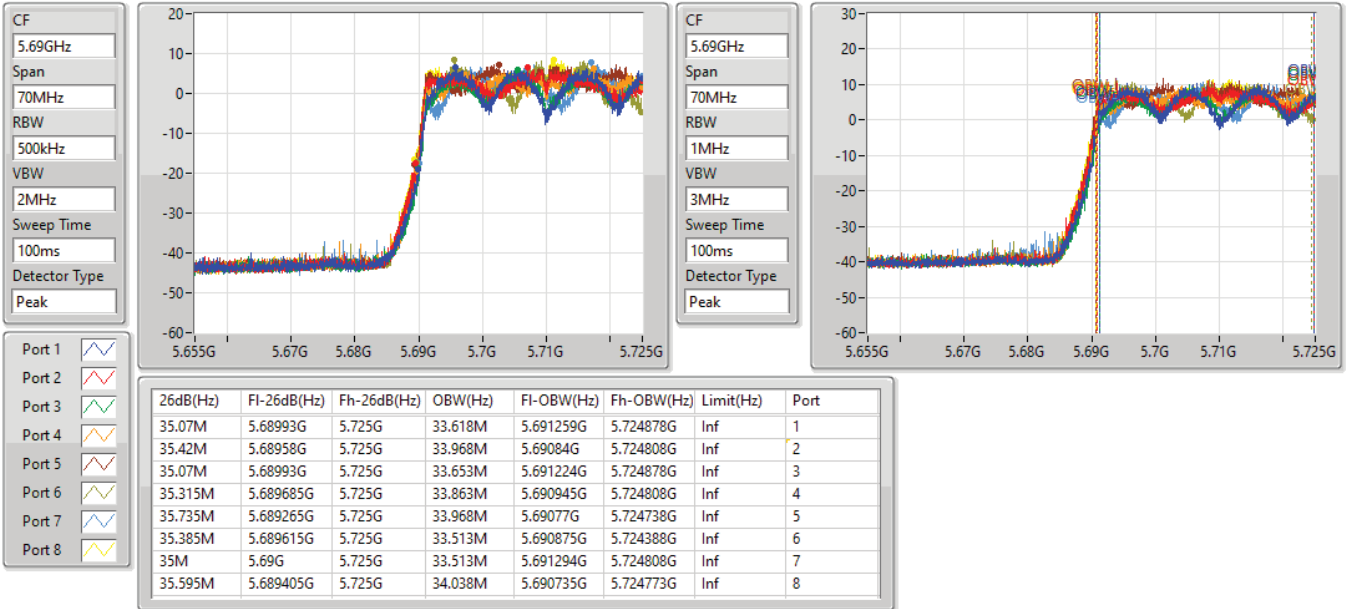 CF
5.69GHz
Span
70MHz
RBW
500kHz
VBW
2MHz
Sweep Time
100ms
Detector Type
Peak
20
10
0
-10
-20
-30
-40
-50
-60
5.655G 5.67G 5.68G 5.69G 5.7G 5.71G 5.725G
CF
5.69GHz
Span
70MHz
RBW
1MHz
VBW
3MHz
Sweep Time
100ms
Detector Type
Peak
30
20
10
0
-10
-20
-30
-40
-50
-60
5.655G 5.67G 5.68G 5.69G 5.7G 5.71G 5.725G
Port 1
Port 2
Port 3
Port 4
Port 5
Port 6
Port 7
Port 8
26dB(Hz) Fl-26dB(Hz) Fh-26dB(Hz) OBW(Hz) Fl-OBW(Hz) Fh-OBW(Hz) Limit(Hz) Port
35.07M 5.68993G 5.725G 33.618M 5.691259G 5.724878G Inf 1
35.42M 5.68958G 5.725G 33.968M 5.69084G 5.724808G Inf 2
35.07M 5.68993G 5.725G 33.653M 5.691224G 5.724878G Inf 3
35.315M 5.689685G 5.725G 33.863M 5.690945G 5.724808G Inf 4
35.735M 5.689265G 5.725G 33.968M 5.69077G 5.724738G Inf 5
35.385M 5.689615G 5.725G 33.513M 5.690875G 5.724388G Inf 6
35M 5.69G 5.725G 33.513M 5.691294G 5.724808G Inf 7
35.595M 5.689405G 5.725G 34.038M 5.690735G 5.724773G Inf 8